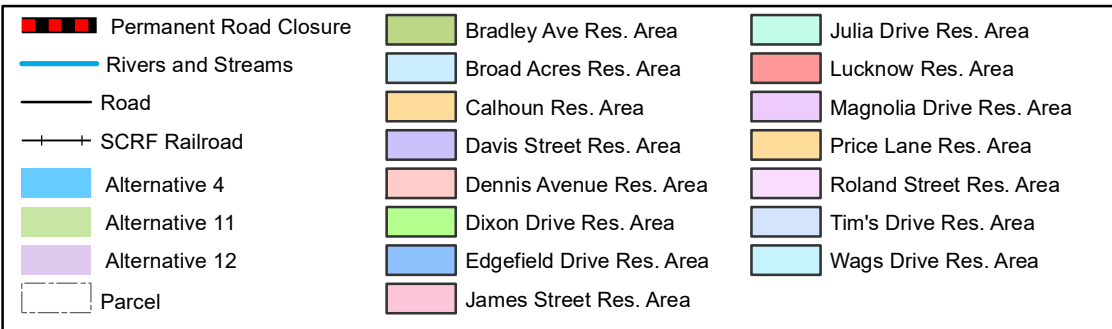 Permanent Road Closure
Rivers and Streams
Road
SCRF Railroad
Alternative 4
Alternative 11
Alternative 12
Parcel
Bradley Ave Res. Area
Broad Acres Res. Area
Calhoun Res. Area
Davis Street Res. Area
Dennis Avenue Res. Area
Dixon Drive Res. Area
Edgefield Drive Res. Area
James Street Res. Area
Julia Drive Res. Area
Lucknow Res. Area
Magnolia Drive Res. Area
Price Lane Res. Area
Roland Street Res. Area
Tim's Drive Res. Area
Wags Drive Res. Area